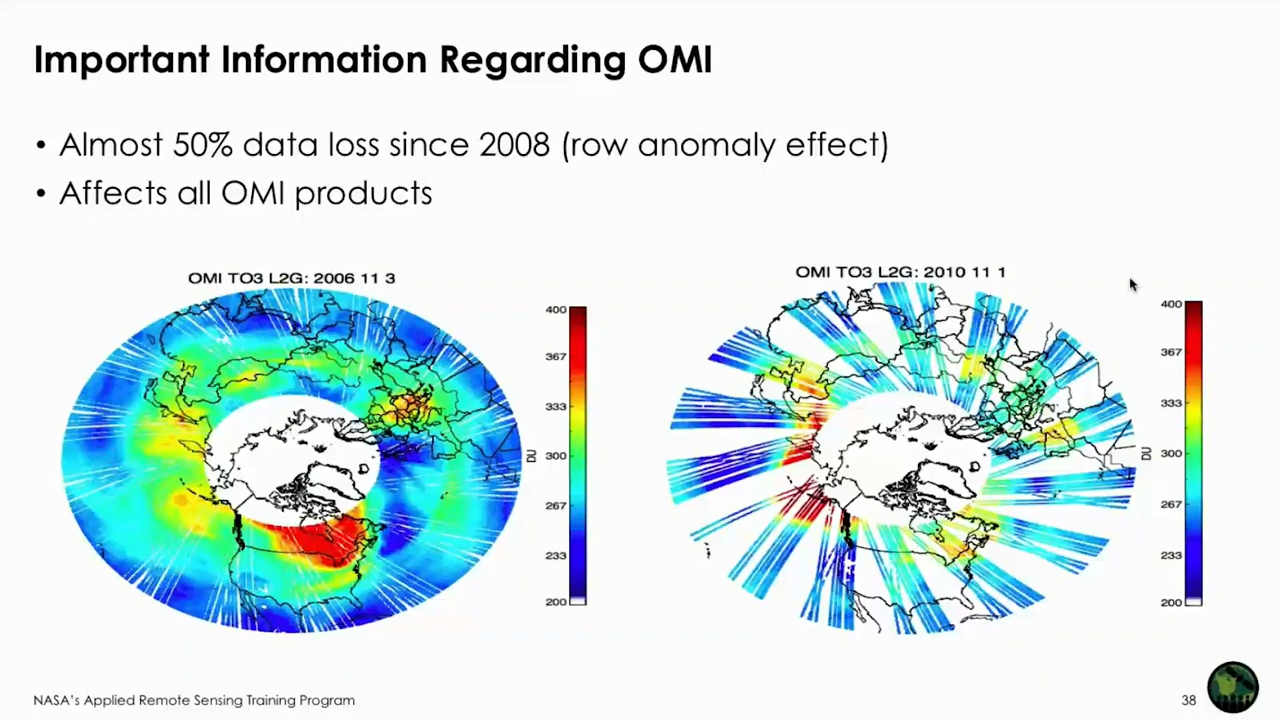 Important Information Regarding OMI
• Almost 50% data loss since 2008 (row anomaly effect)
• Affects all OMI products
OMI TO3 L2G: 2006 11 3
400
367
333
300
267
233
200
DU
OMI TO3 L2G: 2010 11 1
400
367
333
300
267
233
200
DU
NASA's Applied Remote Sensing Training Program
38